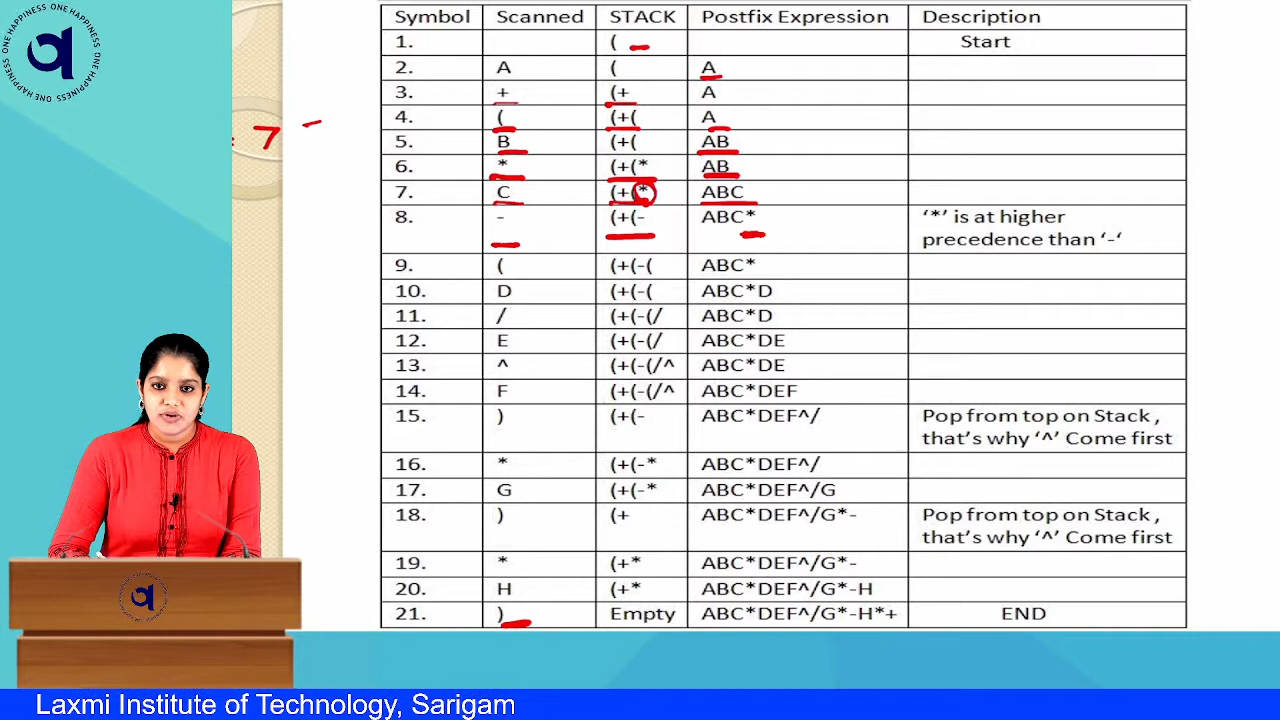 ONE HAPPINESS ONE HAPPINESS ONE HAPPINESS ONE HAPPINESS
: 7
Symbol Scanned STACK Postfix Expression Description
1. ( Start
2. A ( A
3. + (+ A
4. ( (+( A
5. B (+( AB
6. * (+(* AB
7. C (+(* ABC
8. - (+(- ABC* ‘*’ is at higher
precedence than ‘-‘
9. ( (+(-( ABC*
10. D (+(-( ABC*D
11. / (+(-(/ ABC*D
12. E (+(-(/ ABC*DE
13. ^ (+(-(/^ ABC*DE
14. F (+(-(/^ ABC*DEF
15. ) (+(- ABC*DEF^/ Pop from top on Stack ,
that’s why ‘^’ Come first
16. * (+(-* ABC*DEF^/
17. G (+(-* ABC*DEF^/G
18. ) (+ ABC*DEF^/G*- Pop from top on Stack ,
that’s why ‘^’ Come first
19. * (+* ABC*DEF^/G*-
20. H (+* ABC*DEF^/G*-H
21. ) Empty ABC*DEF^/G*-H*+ END
Laxmi Institute of Technology, Sarigam